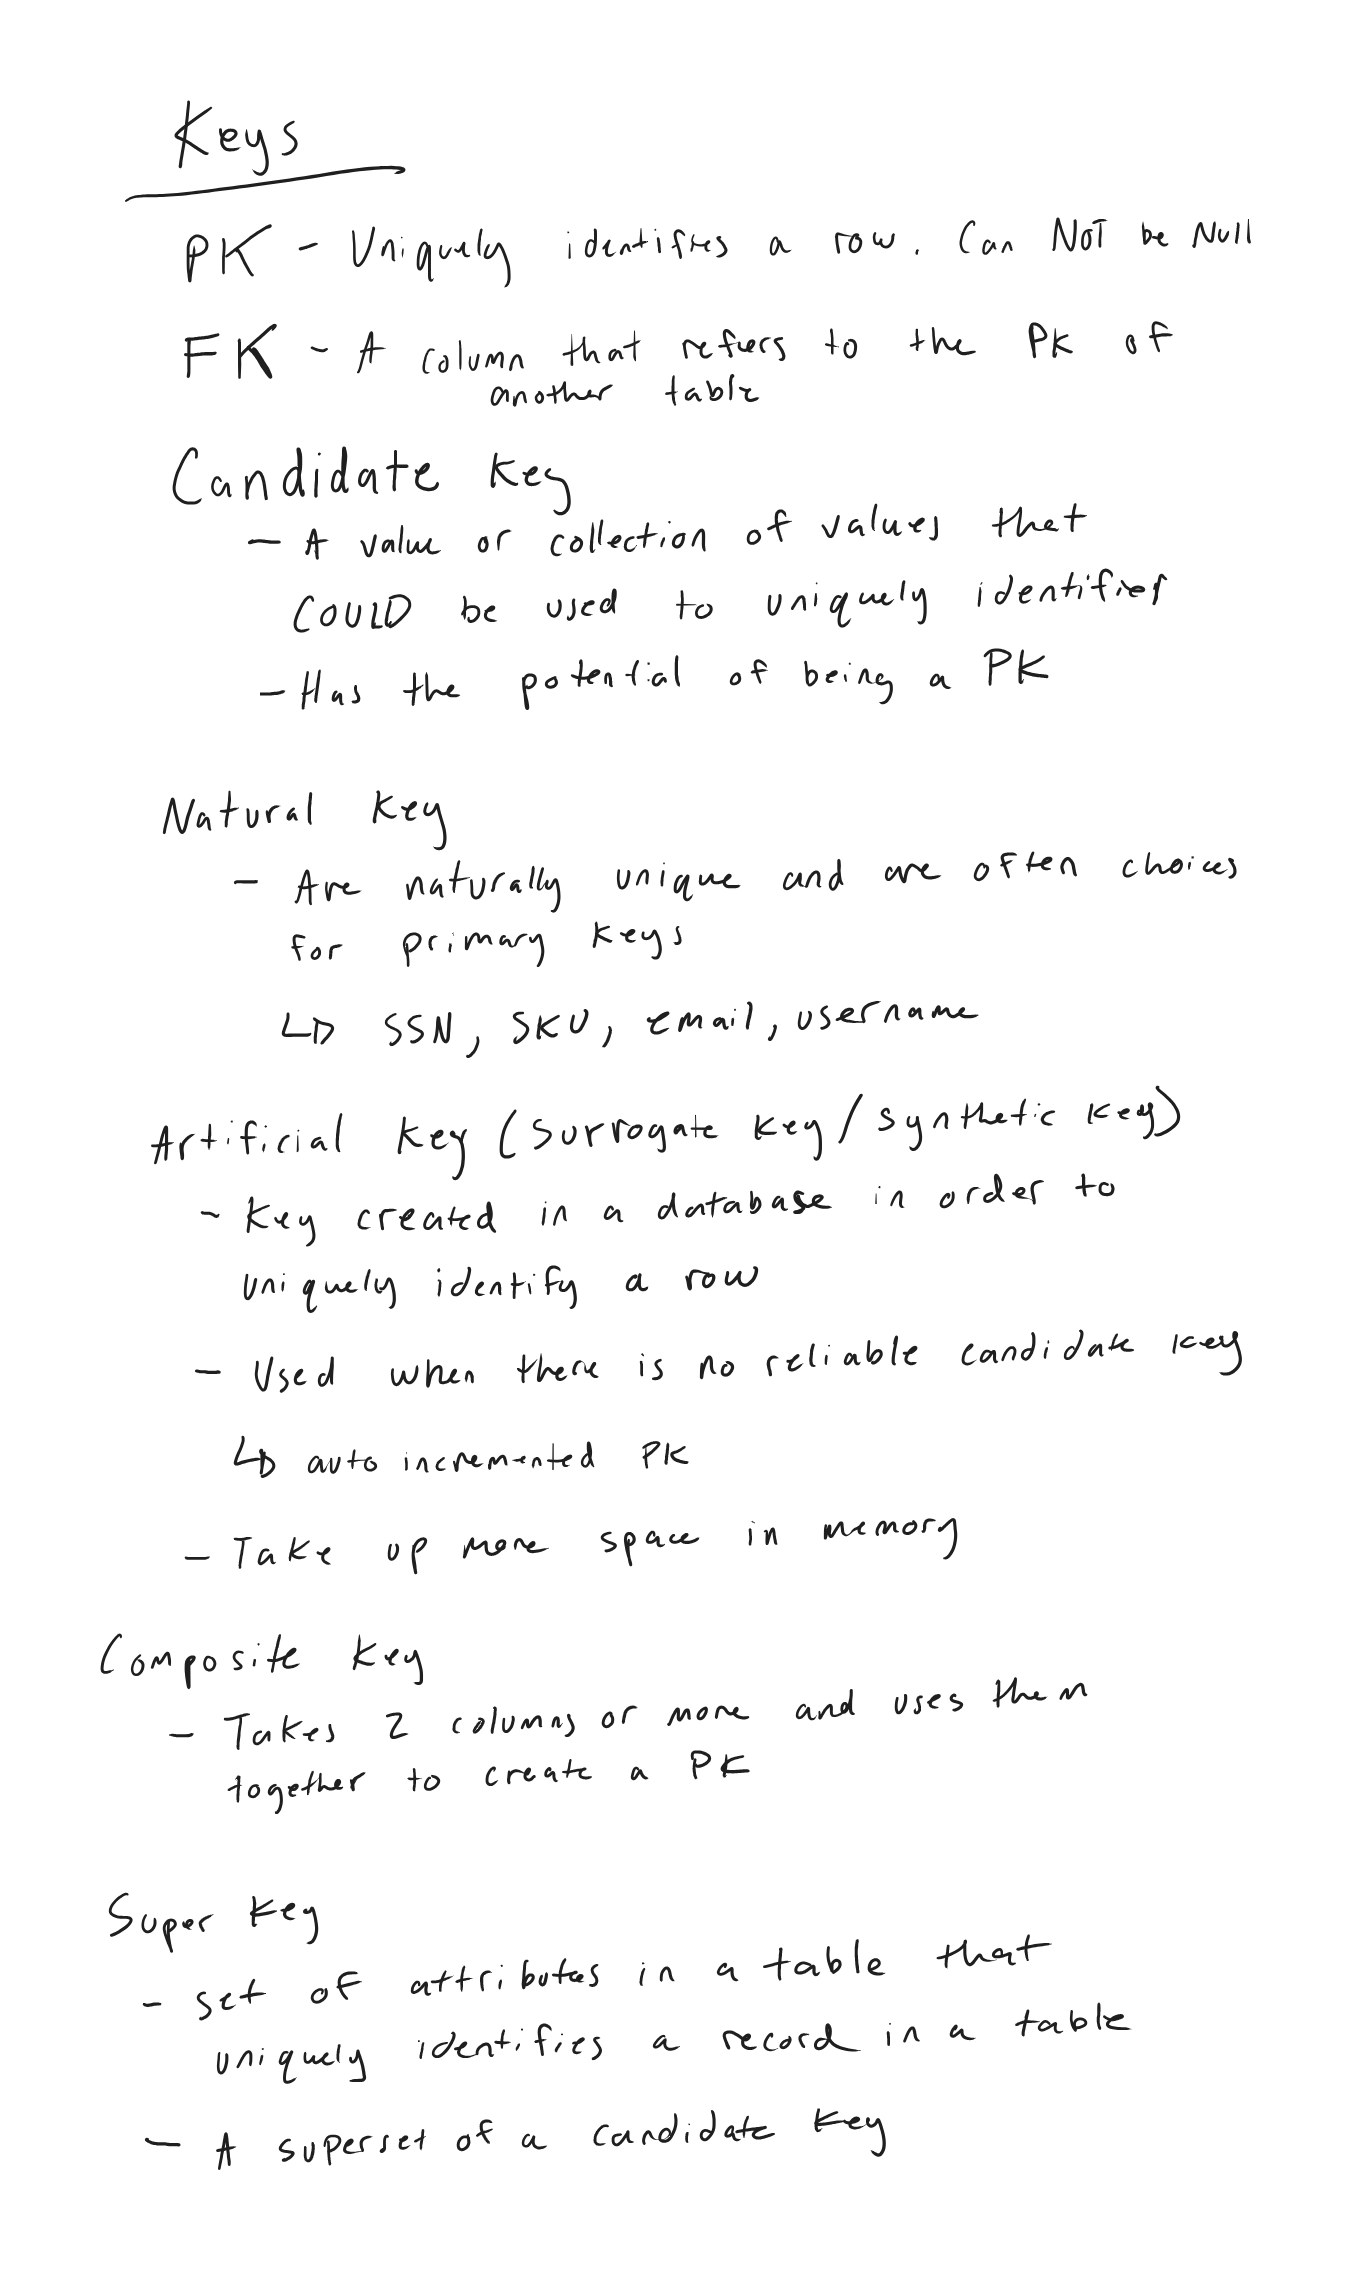 Keys
PK - Uniquely identifies a row. Can NOT be Null
FK - A column that refers to the PK of
another table
Candidate Key
- A value or collection of values that
COULD be used to uniquely identifier
- Has the potential of being a PK
Natural Key
- Are naturally unique and are often choices
for primary keys
↳ SSN, SKU, email, username
Artificial Key (Surrogate Key / Synthetic Key)
- Key created in a database in order to
uniquely identify a row
- Used when there is no reliable candidate key
↳ auto incremented PK
- Take up more space in memory
Composite Key
- Takes 2 columns or more and uses them
together to create a PK
Super Key
- set of attributes in a table that
uniquely identifies a record in a table
- A superset of a candidate key